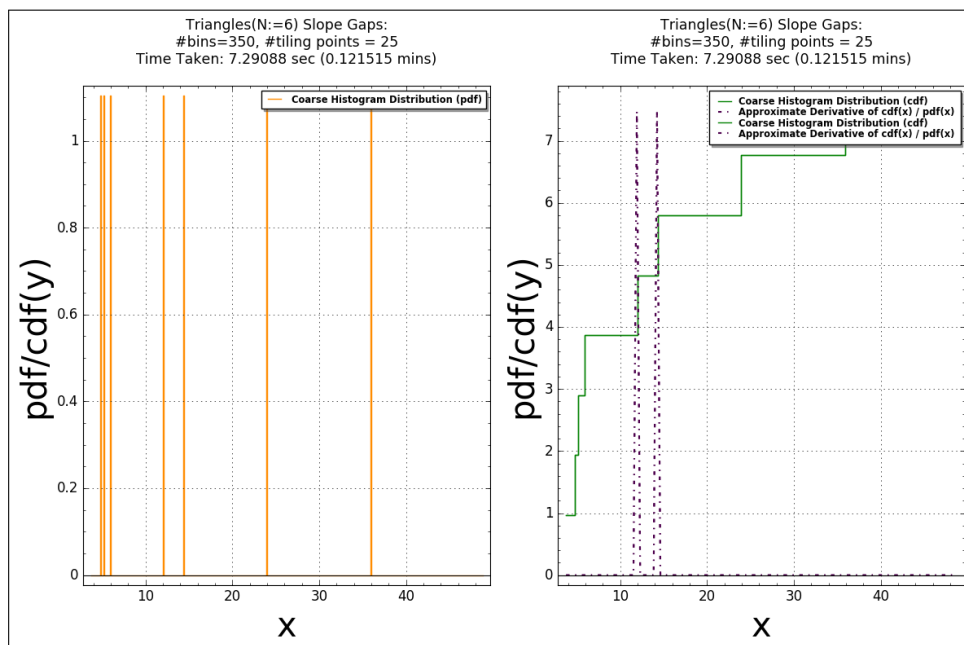 Triangles(N:=6) Slope Gaps:
#bins=350, #tiling points = 25
Time Taken: 7.29088 sec (0.121515 mins)
Coarse Histogram Distribution (pdf)
1
0.8
0.6
0.4
0.2
0
10
20
30
40
pdf/cdf(y)
x
Triangles(N:=6) Slope Gaps:
#bins=350, #tiling points = 25
Time Taken: 7.29088 sec (0.121515 mins)
Coarse Histogram Distribution (cdf)
Approximate Derivative of cdf(x) / pdf(x)
Coarse Histogram Distribution (cdf)
Approximate Derivative of cdf(x) / pdf(x)
7
6
5
4
3
2
1
0
10
20
30
40
pdf/cdf(y)
x